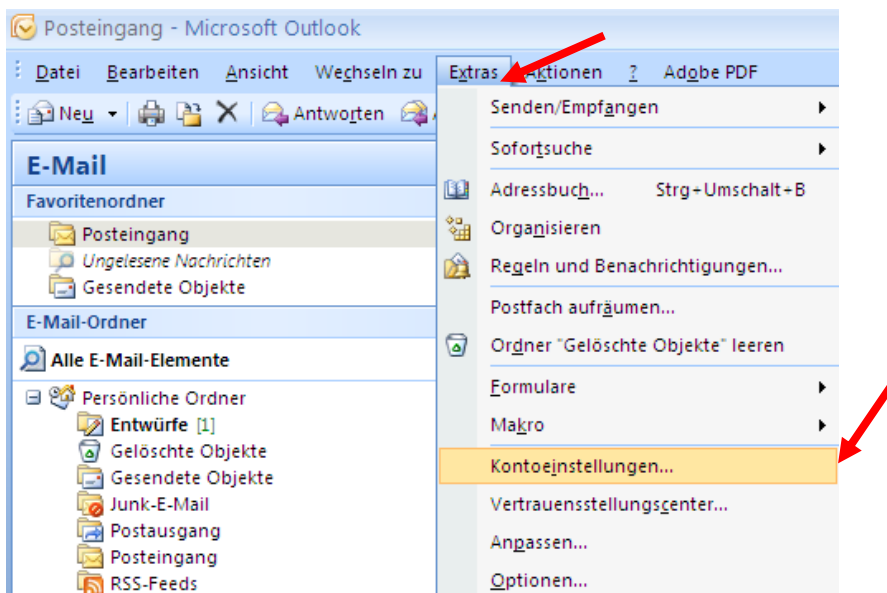 Posteingang - Microsoft Outlook
Datei Bearbeiten Ansicht Wechseln zu Extras Aktionen ? Adobe PDF
Neu Antworten
E-Mail
Favoritenordner
Posteingang
Ungelesene Nachrichten
Gesendete Objekte
E-Mail-Ordner
Alle E-Mail-Elemente
Persönliche Ordner
Entwürfe [1]
Gelöschte Objekte
Gesendete Objekte
Junk-E-Mail
Postausgang
Posteingang
RSS-Feeds
Senden/Empfangen
Sofortsuche
Adressbuch... Strg+Umschalt+B
Organisieren
Regeln und Benachrichtigungen...
Postfach aufräumen...
Ordner "Gelöschte Objekte" leeren
Formulare
Makro
Kontoeinstellungen...
Vertrauensstellungscenter...
Anpassen...
Optionen...